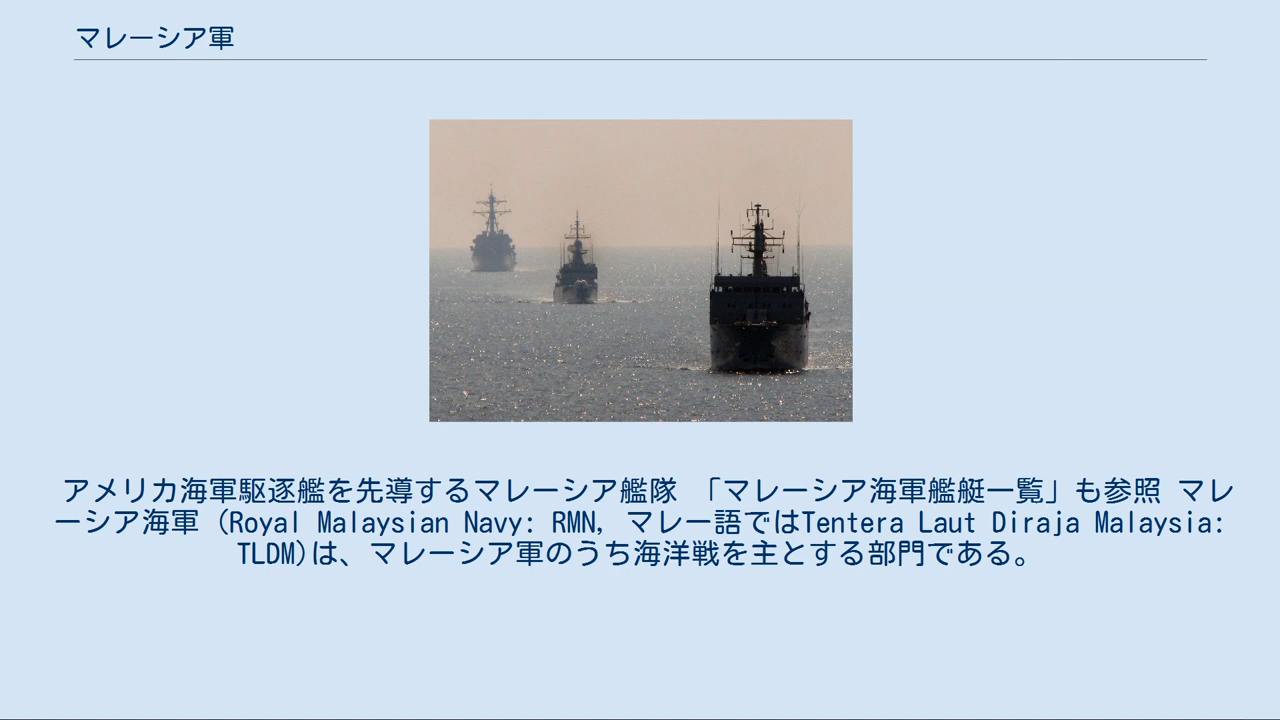 マレーシア軍
アメリカ海軍駆逐艦を先導するマレーシア艦隊 「マレーシア海軍艦艇一覧」も参照 マレ
ーシア海軍（Royal Malaysian Navy: RMN, マレー語ではTentera Laut Diraja Malaysia:
TLDM)は、マレーシア軍のうち海洋戦を主とする部門である。